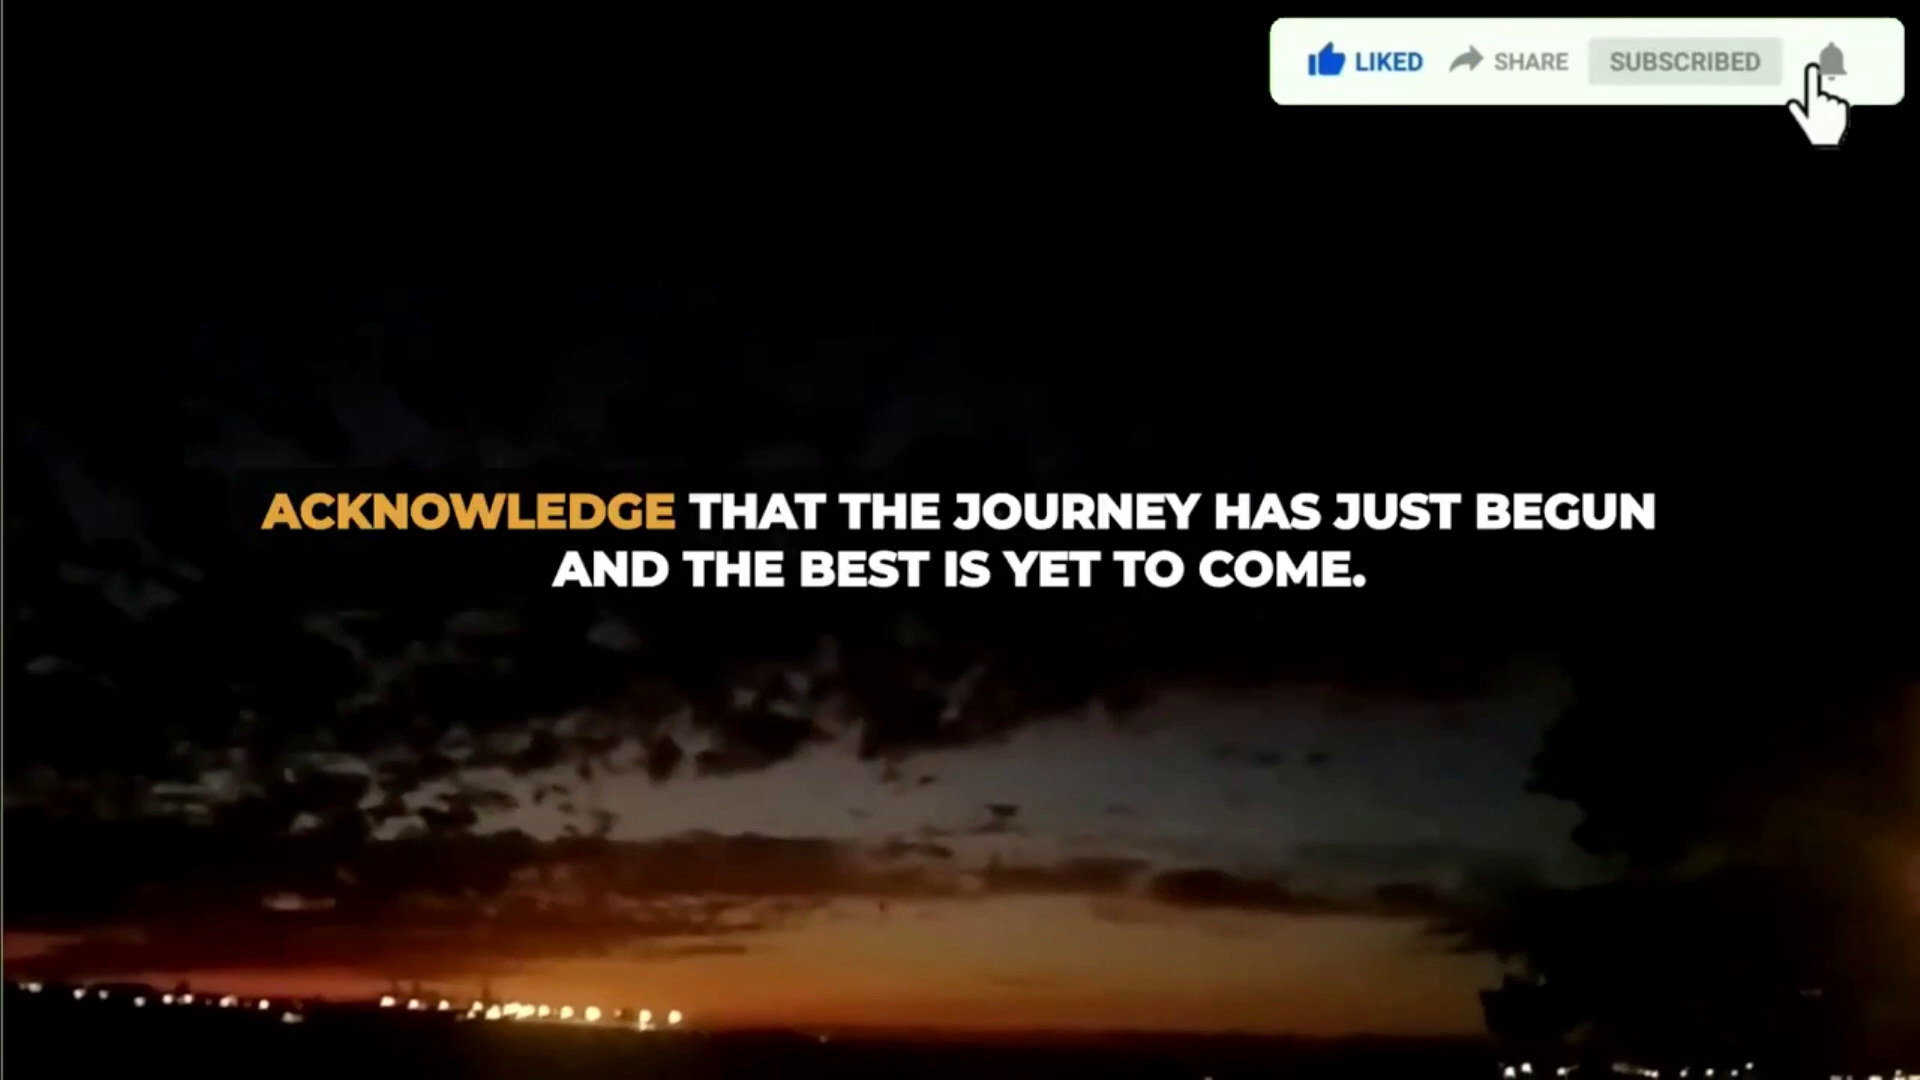 LIKED SHARE SUBSCRIBED
ACKNOWLEDGE THAT THE JOURNEY HAS JUST BEGUN
AND THE BEST IS YET TO COME.